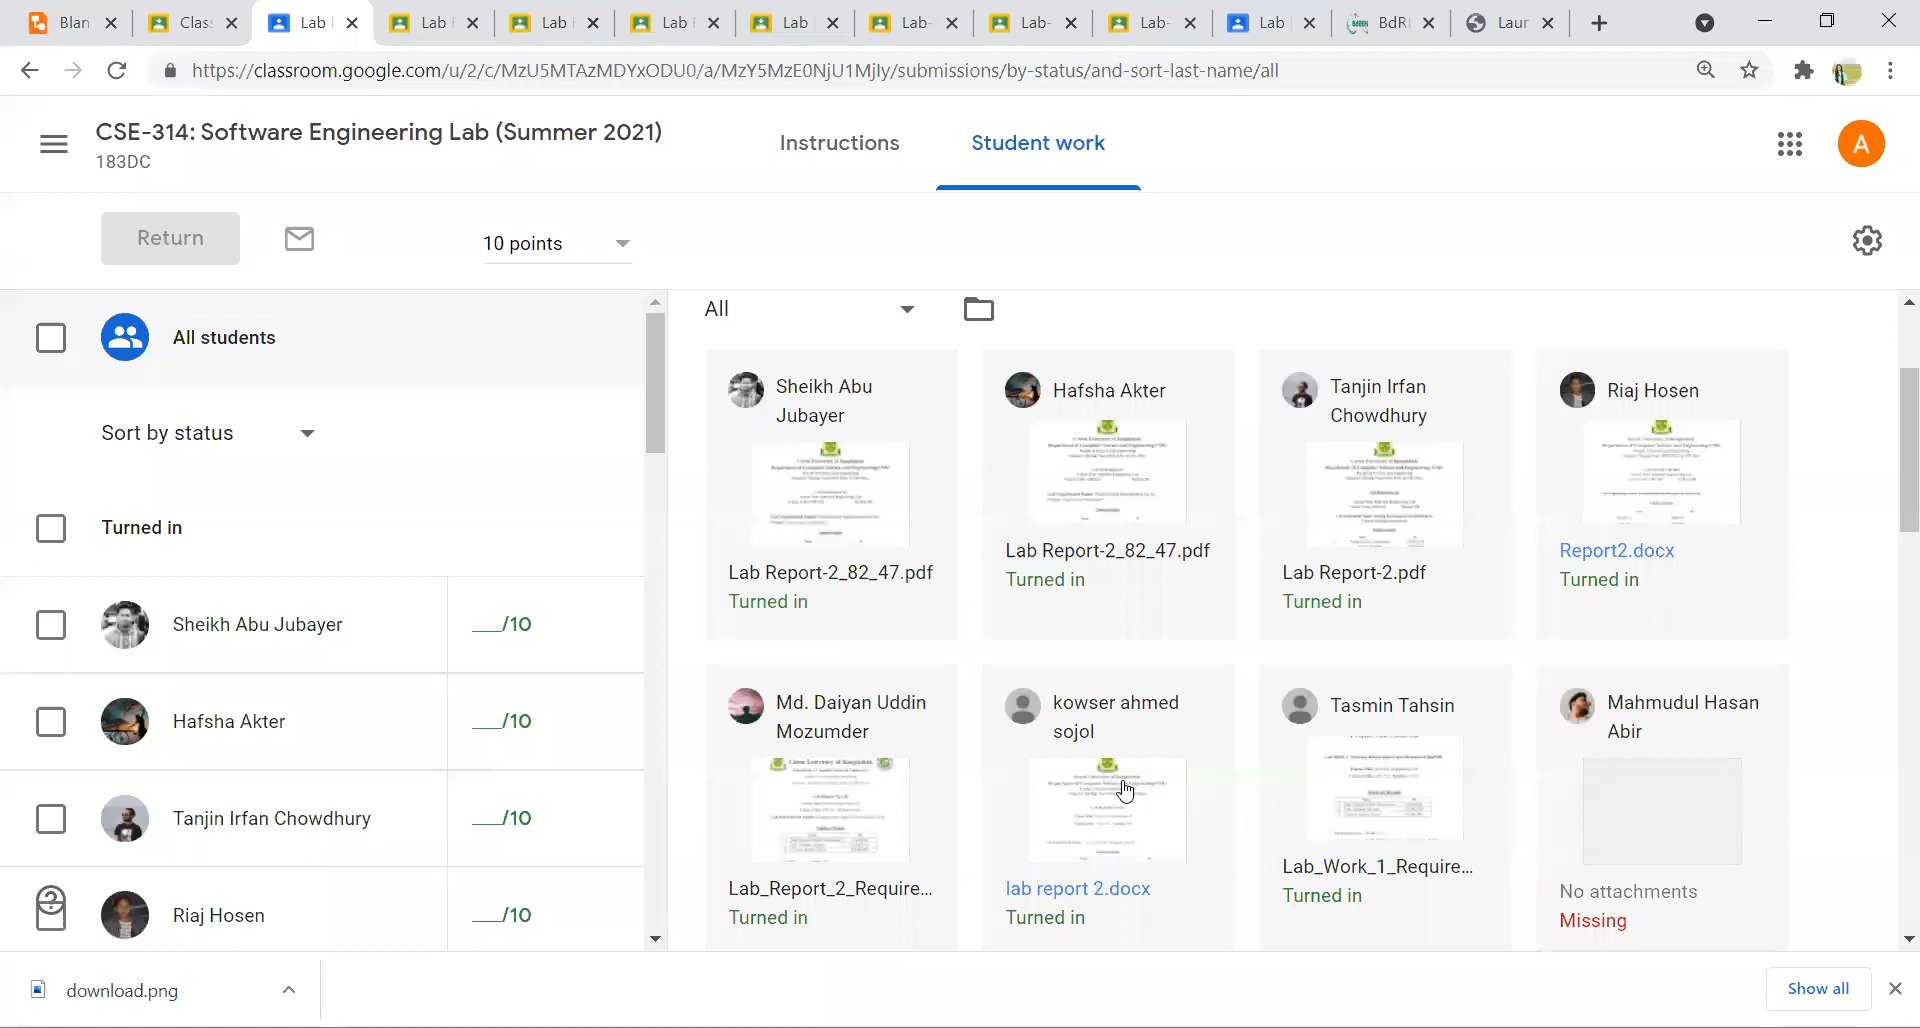 Blan
Clas
Lab
Lab
Lab
Lab
Lab
Lab-
Lab-
Lab-
Lab
BdR
Laur
https://classroom.google.com/u/2/c/MzU5MTAzMDYxODU0/a/MzY5MzE0NjU1MjIy/submissions/by-status/and-sort-last-name/all
CSE-314: Software Engineering Lab (Summer 2021)
183DC
Instructions
Student work
A
Return
10 points
All students
Sort by status
Turned in
Sheikh Abu Jubayer
___/10
Hafsha Akter
___/10
Tanjin Irfan Chowdhury
___/10
Riaj Hosen
___/10
All
Sheikh Abu
Jubayer
Lab Report-2_82_47.pdf
Turned in
Hafsha Akter
Lab Report-2_82_47.pdf
Turned in
Tanjin Irfan
Chowdhury
Lab Report-2.pdf
Turned in
Riaj Hosen
Report2.docx
Turned in
Md. Daiyan Uddin
Mozumder
Lab_Report_2_Require...
Turned in
kowser ahmed
sojol
lab report 2.docx
Turned in
Tasmin Tahsin
Lab_Work_1_Require...
Turned in
Mahmudul Hasan
Abir
No attachments
Missing
download.png
Show all